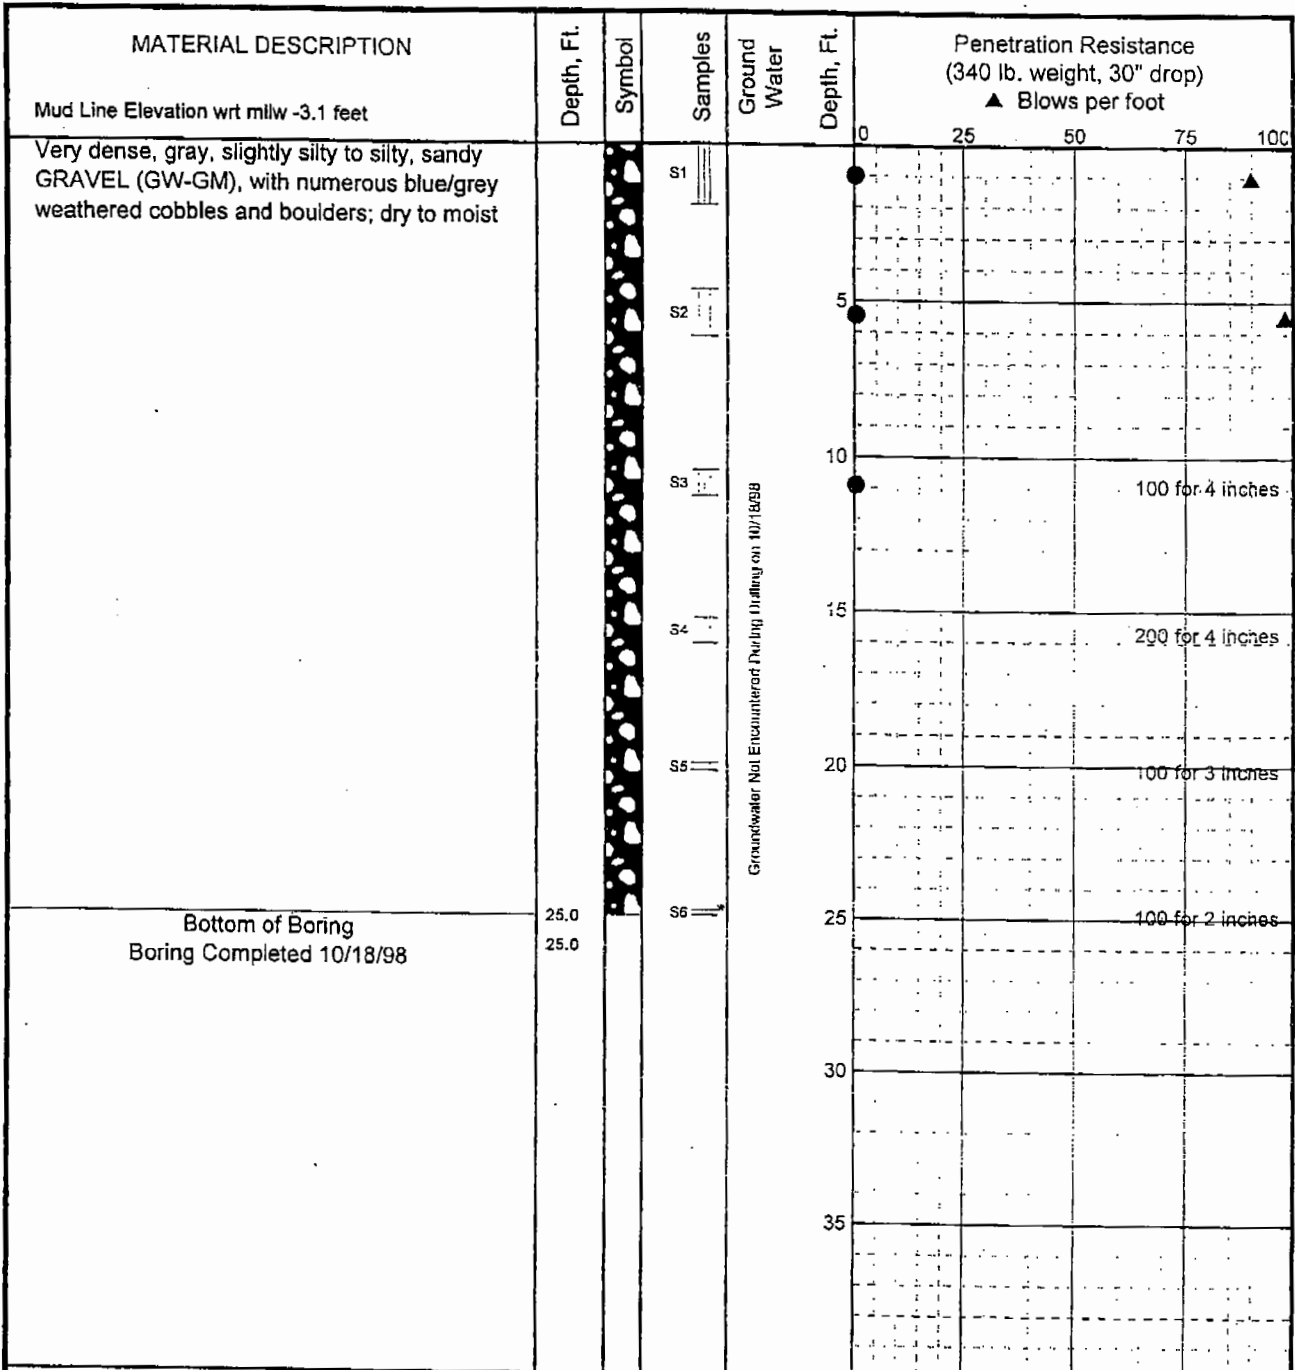 MATERIAL DESCRIPTION
Mud Line Elevation wrt mllw -3.1 feet
Depth, Ft.
Symbol
Samples
Ground
Water
Depth, Ft.
Penetration Resistance
(340 lb. weight, 30" drop)
▲ Blows per foot
0 25 50 75 100
Very dense, gray, slightly silty to silty, sandy
GRAVEL (GW-GM), with numerous blue/grey
weathered cobbles and boulders; dry to moist
S1
S2
5
10
S3
100 for 4 inches
Groundwater Not Encountered During Drilling on 10/18/98
15
S4
200 for 4 inches
20
S5
100 for 3 inches
Bottom of Boring
Boring Completed 10/18/98
25.0
25.0
S6 *
25
100 for 2 inches
30
35